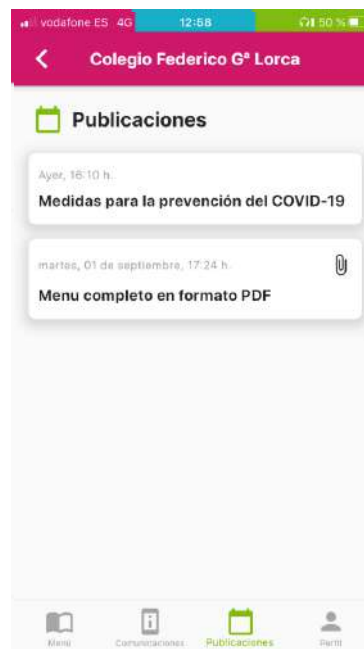 vodafone ES 4G 12:58 50 %
Colegio Federico Gª Lorca
Publicaciones
Ayer, 16:10 h.
Medidas para la prevención del COVID-19
martes, 01 de septiembre, 17:24 h.
Menu completo en formato PDF
Menú Comunicaciones Publicaciones Perfil